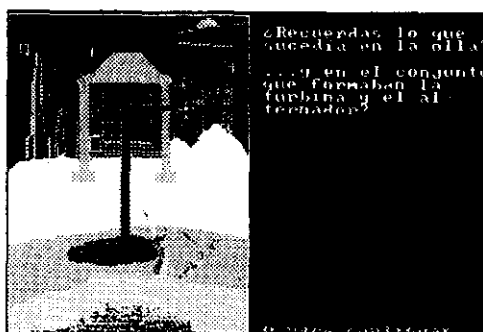 ¿Recuerdas lo que
sucedía en la olla?
...y en el conjunto
que formaban la
turbina y el al-
ternador?